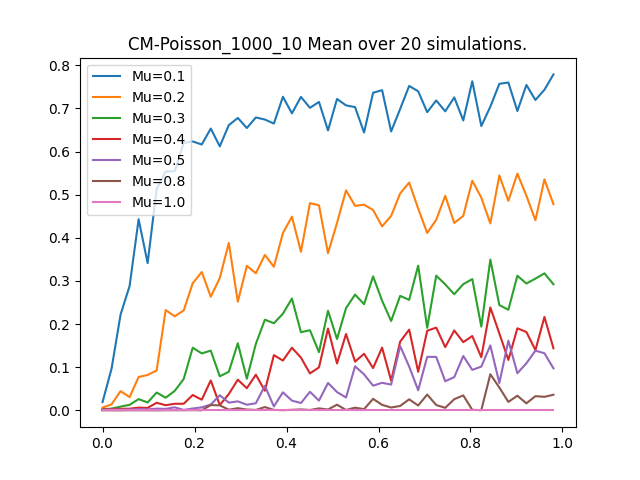 CM-Poisson_1000_10 Mean over 20 simulations.
0.8
0.7
0.6
0.5
0.4
0.3
0.2
0.1
0.0
Mu=0.1
Mu=0.2
Mu=0.3
Mu=0.4
Mu=0.5
Mu=0.8
Mu=1.0
0.0 0.2 0.4 0.6 0.8 1.0